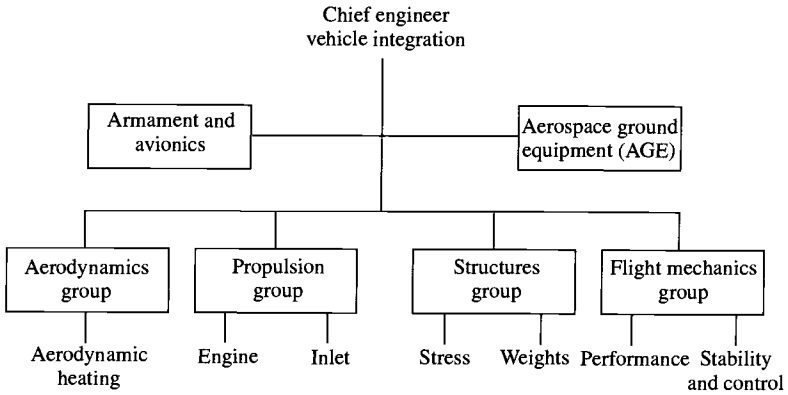 Chief engineer
vehicle integration
Armament and
avionics
Aerospace ground
equipment (AGE)
Aerodynamics
group
Propulsion
group
Structures
group
Flight mechanics
group
Aerodynamic
heating
Engine
Inlet
Stress
Weights
Performance
Stability
and control